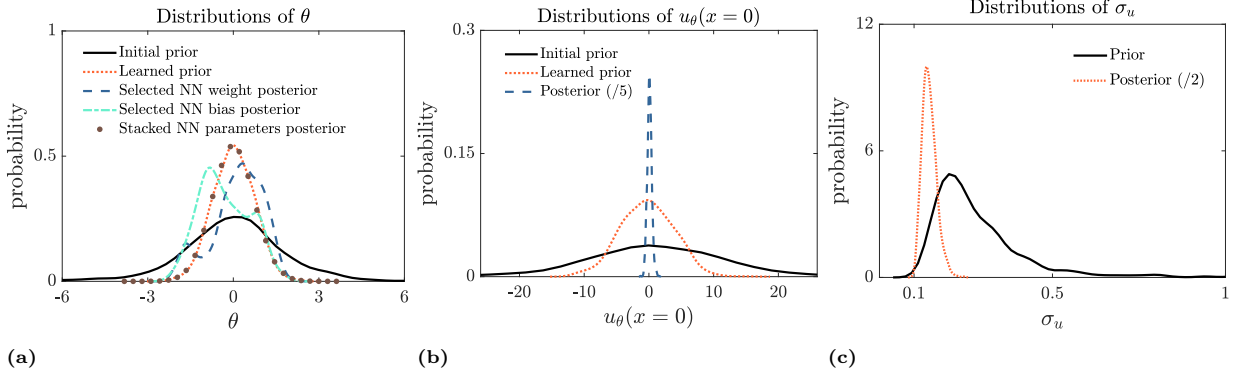 Distributions of θ
1
0.5
0
probability
Initial prior
Learned prior
Selected NN weight posterior
Selected NN bias posterior
Stacked NN parameters posterior
-6 -3 0 3 6
θ
(a)
Distributions of u_θ(x = 0)
0.3
0.15
0
probability
Initial prior
Learned prior
Posterior (/5)
-20 -10 0 10 20
u_θ(x = 0)
(b)
Distributions of σ_u
12
6
0
probability
Prior
Posterior (/2)
0.1 0.5 1
σ_u
(c)